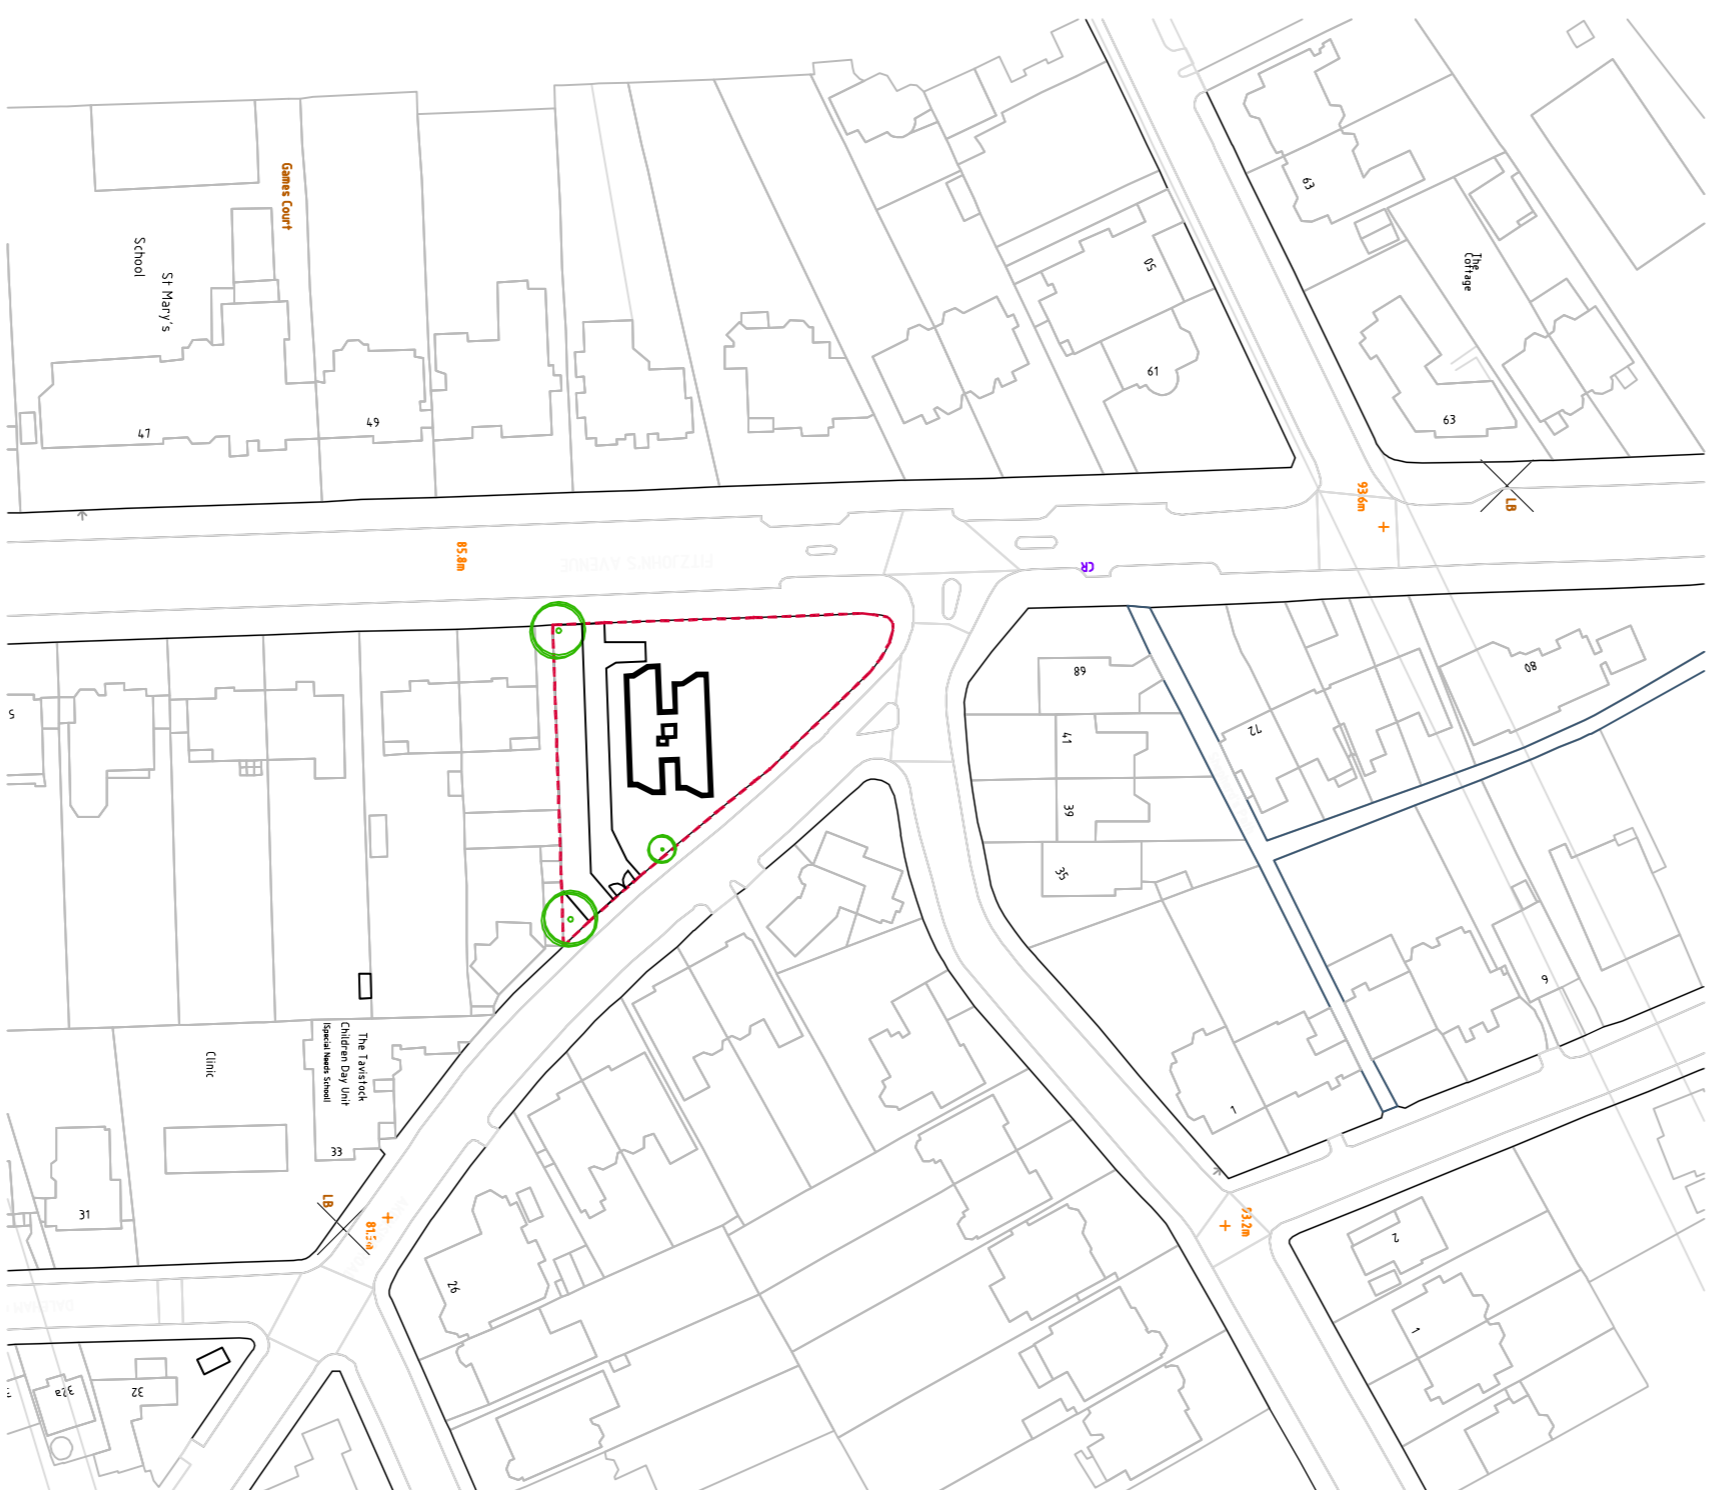 63
Games Court
School
St Mary's
The
Cottage
50
61
63
49
47
93.6m
LB
85.8m
FITZJOHN'S AVENUE
CR
68
80
5
72
41
39
35
9
The Tavistock
Children Day Unit
(Special Needs School)
Clinic
33
1
LB
31
81.5m
93.2m
2
26
1
32a
32